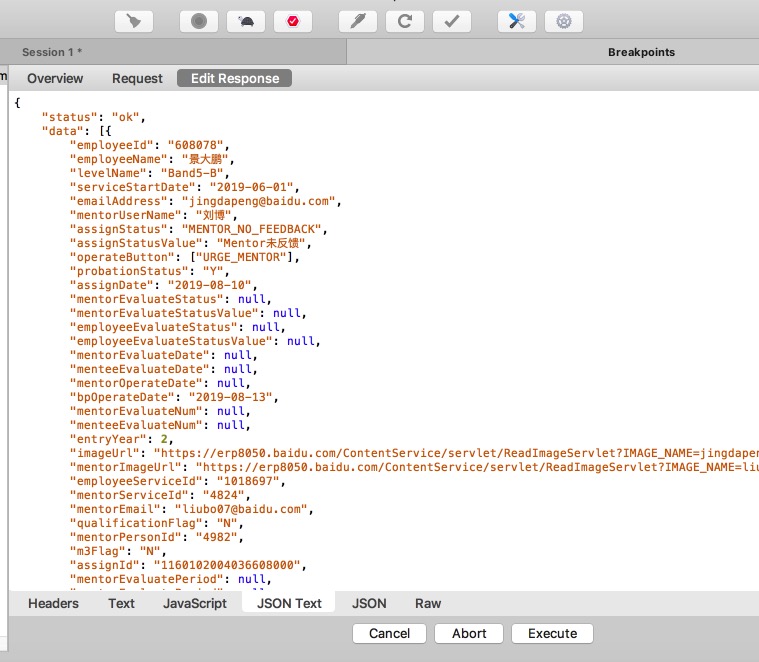 Session 1 *
Breakpoints
Overview Request Edit Response
{
"status": "ok",
"data": [{
"employeeId": "608078",
"employeeName": "景大鹏",
"levelName": "Band5-B",
"serviceStartDate": "2019-06-01",
"emailAddress": "jingdapeng@baidu.com",
"mentorUserName": "刘博",
"assignStatus": "MENTOR_NO_FEEDBACK",
"assignStatusValue": "Mentor未反馈",
"operateButton": ["URGE_MENTOR"],
"probationStatus": "Y",
"assignDate": "2019-08-10",
"mentorEvaluateStatus": null,
"mentorEvaluateStatusValue": null,
"employeeEvaluateStatus": null,
"employeeEvaluateStatusValue": null,
"mentorEvaluateDate": null,
"menteeEvaluateDate": null,
"mentorOperateDate": null,
"bpOperateDate": "2019-08-13",
"mentorEvaluateNum": null,
"menteeEvaluateNum": null,
"entryYear": 2,
"imageUrl": "https://erp8050.baidu.com/ContentService/servlet/ReadImageServlet?IMAGE_NAME=jingdapen
"mentorImageUrl": "https://erp8050.baidu.com/ContentService/servlet/ReadImageServlet?IMAGE_NAME=liu
"employeeServiceId": "1018697",
"mentorServiceId": "4824",
"mentorEmail": "liubo07@baidu.com",
"qualificationFlag": "N",
"mentorPersonId": "4982",
"m3Flag": "N",
"assignId": "1160102004036608000",
"mentorEvaluatePeriod": null,
Headers Text JavaScript JSON Text JSON Raw
Cancel Abort Execute